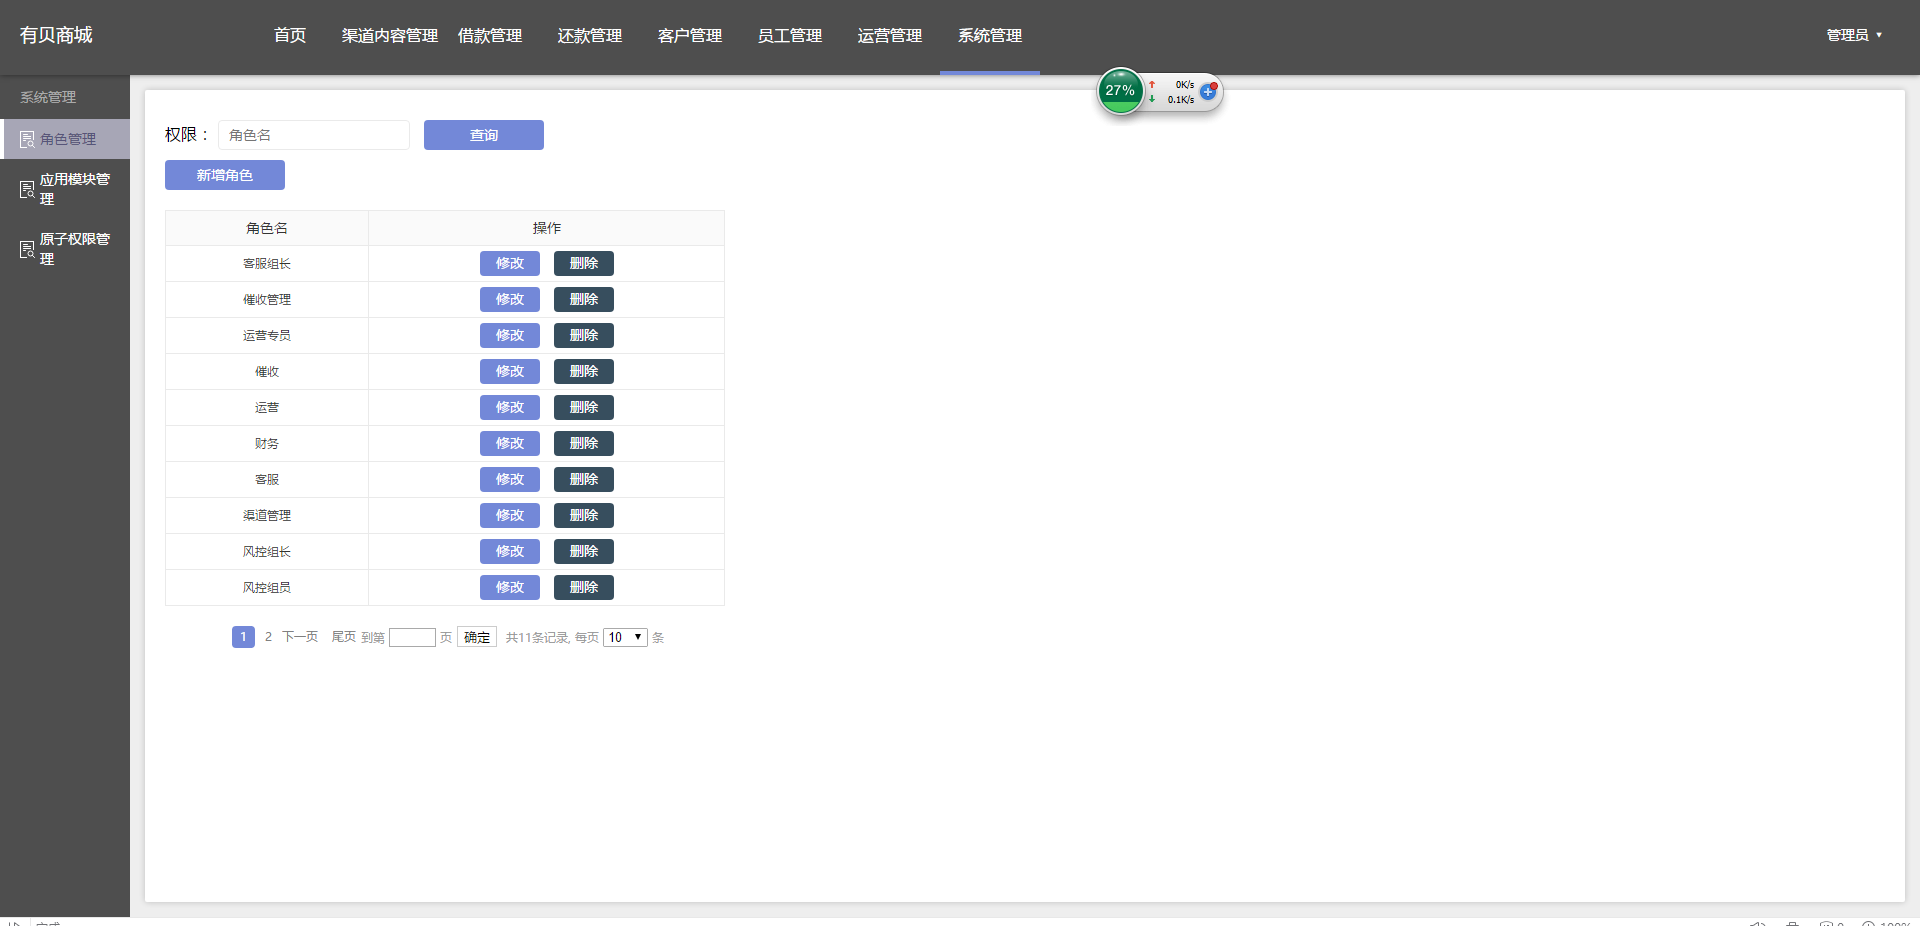 有贝商城 首页 渠道内容管理 借款管理 还款管理 客户管理 员工管理 运营管理 系统管理 管理员
27% 0K/s
0.1K/s
系统管理
角色管理
应用模块管
理
原子权限管
理
权限： 角色名 查询
新增角色
角色名 操作
客服组长 修改 删除
催收管理 修改 删除
运营专员 修改 删除
催收 修改 删除
运营 修改 删除
财务 修改 删除
客服 修改 删除
渠道管理 修改 删除
风控组长 修改 删除
风控组员 修改 删除
1 2 下一页 尾页 到第 页 确定 共11条记录, 每页 10 条